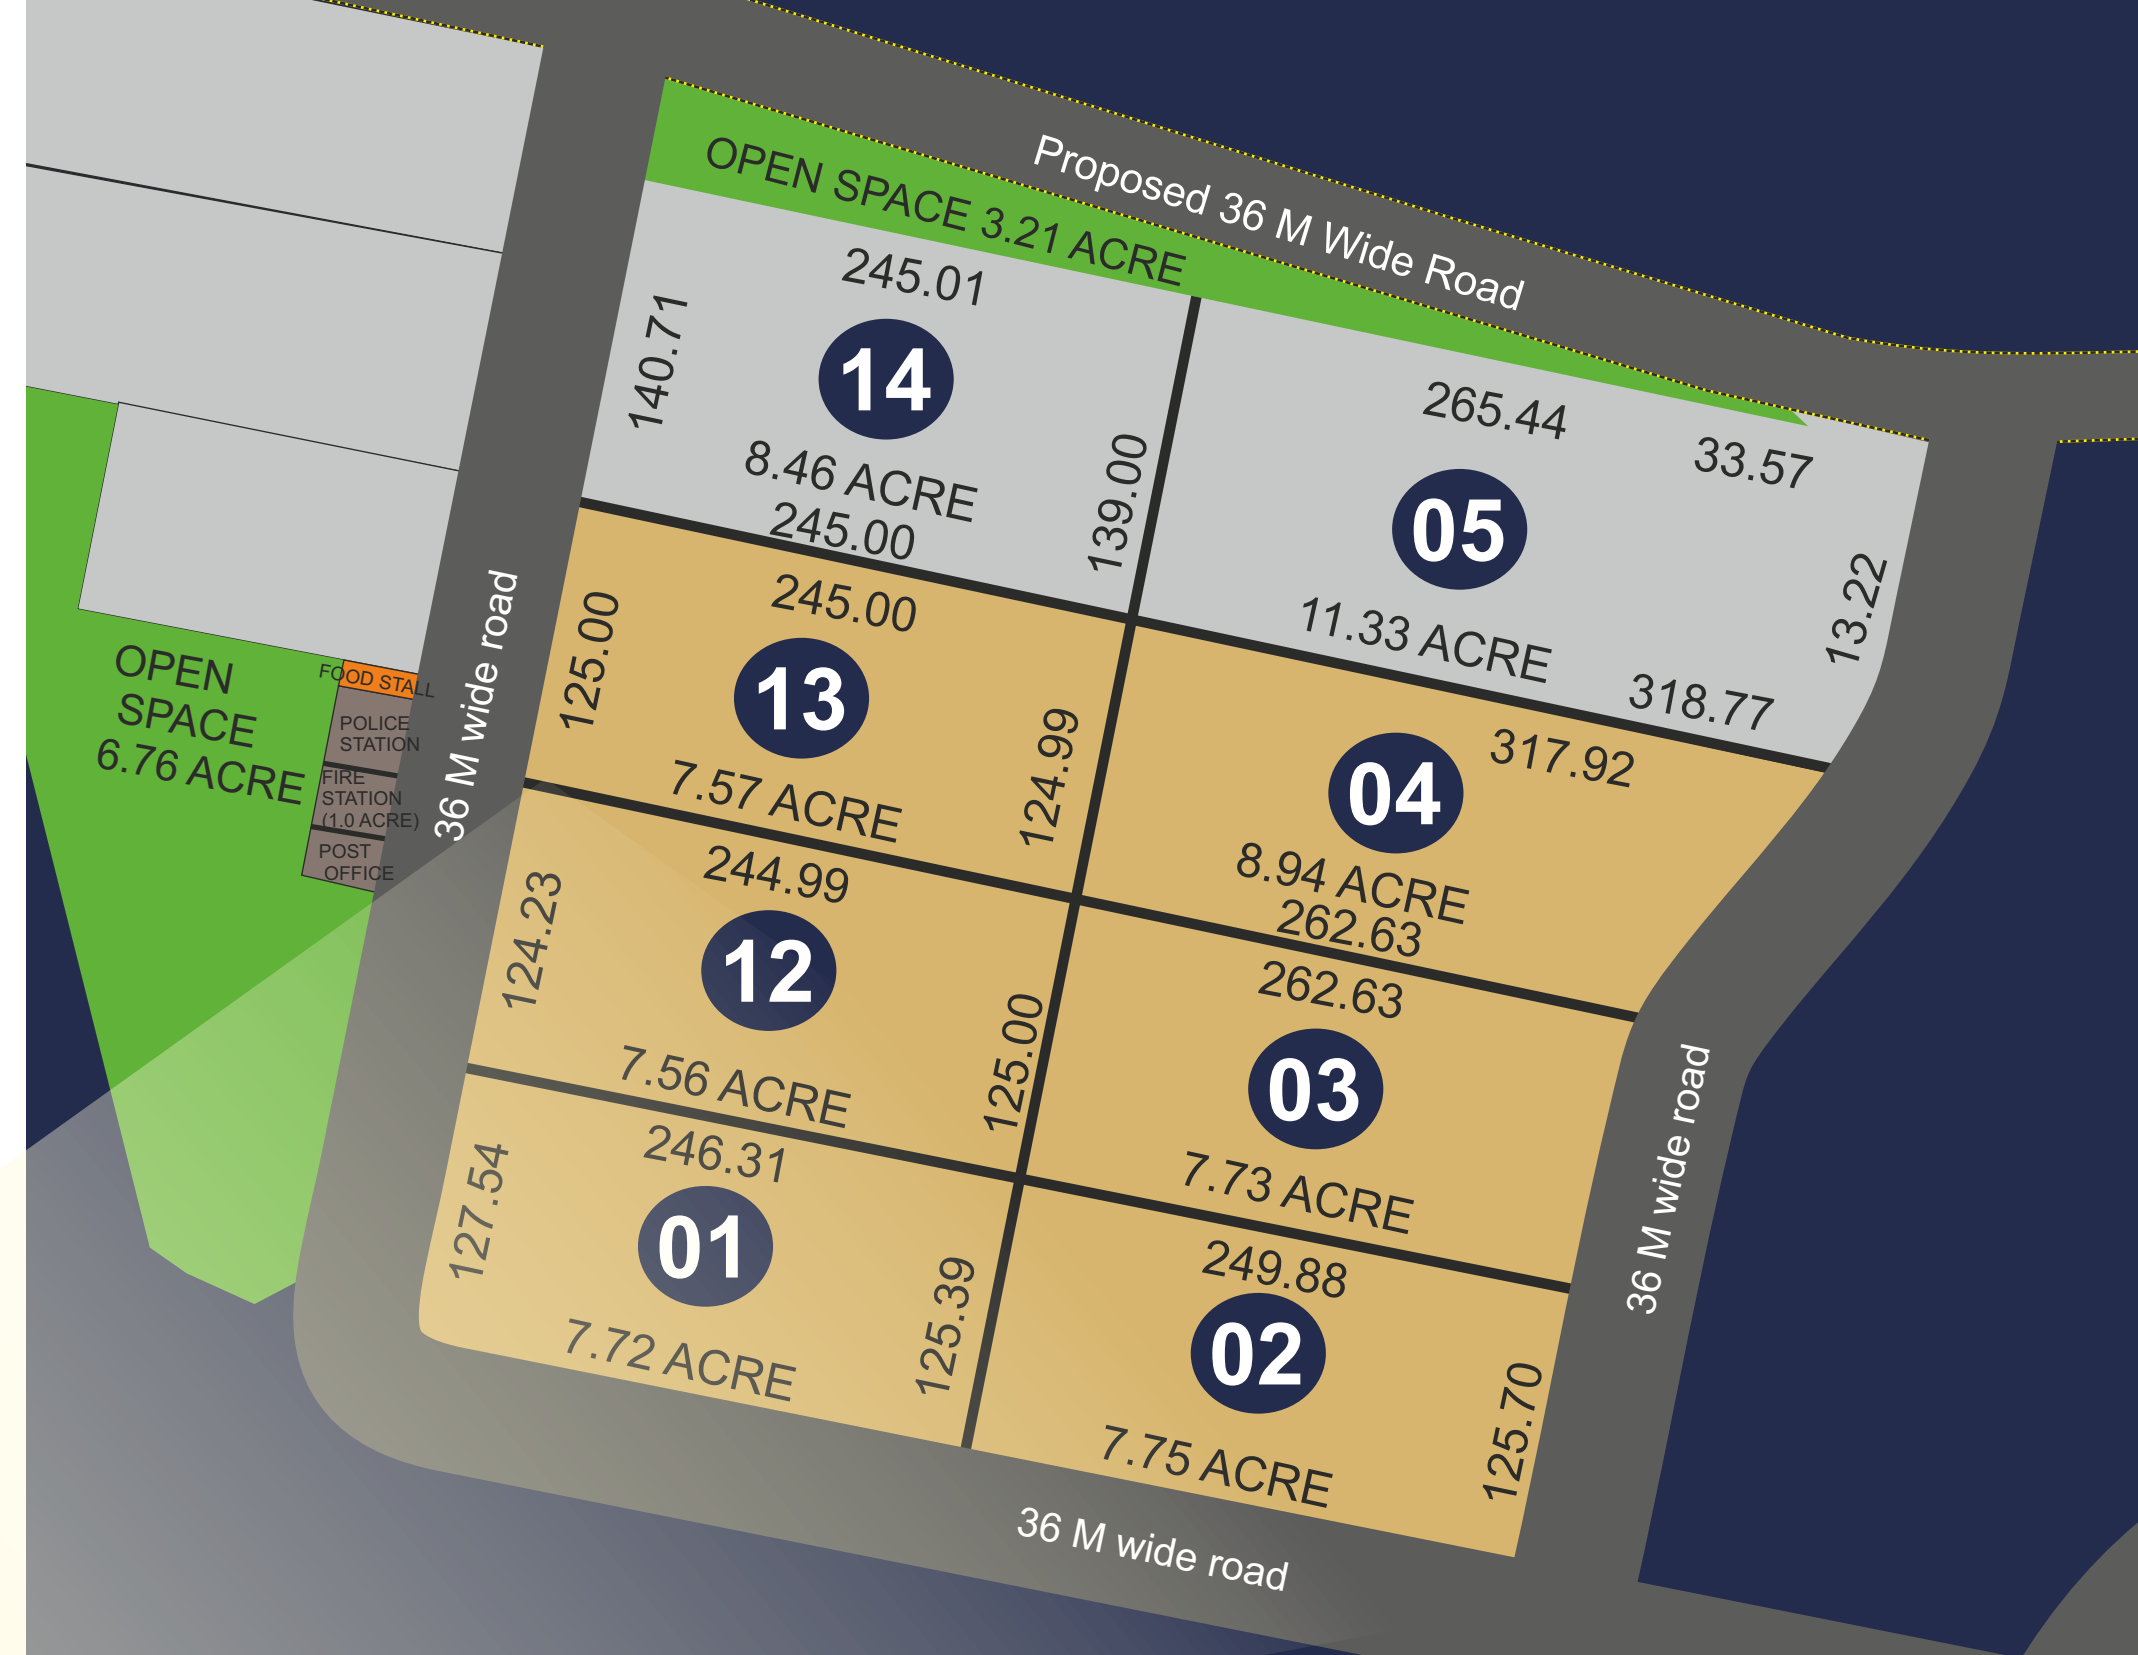 Proposed 36 M Wide Road
OPEN SPACE 3.21 ACRE
245.01
140.71
14
8.46 ACRE
245.00
139.00
265.44
33.57
05
11.33 ACRE
13.22
318.77
36 M wide road
245.00
125.00
13
7.57 ACRE
124.99
317.92
04
8.94 ACRE
262.63
OPEN
SPACE
6.76 ACRE
FOOD STALL
POLICE
STATION
FIRE
STATION
(1.0 ACRE)
POST
OFFICE
244.99
124.23
12
7.56 ACRE
125.00
262.63
03
7.73 ACRE
36 M wide road
246.31
127.54
01
7.72 ACRE
125.39
249.88
02
7.75 ACRE
125.70
36 M wide road